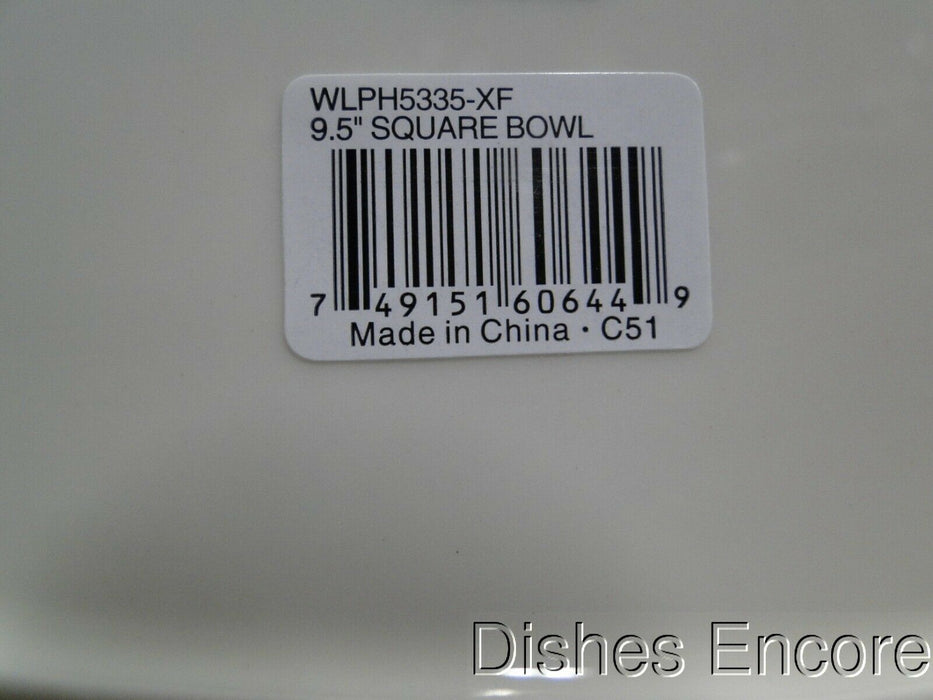 WLPH5335-XF
9.5" SQUARE BOWL
7 49151 60644 9
Made in China · C51
Dishes Encore